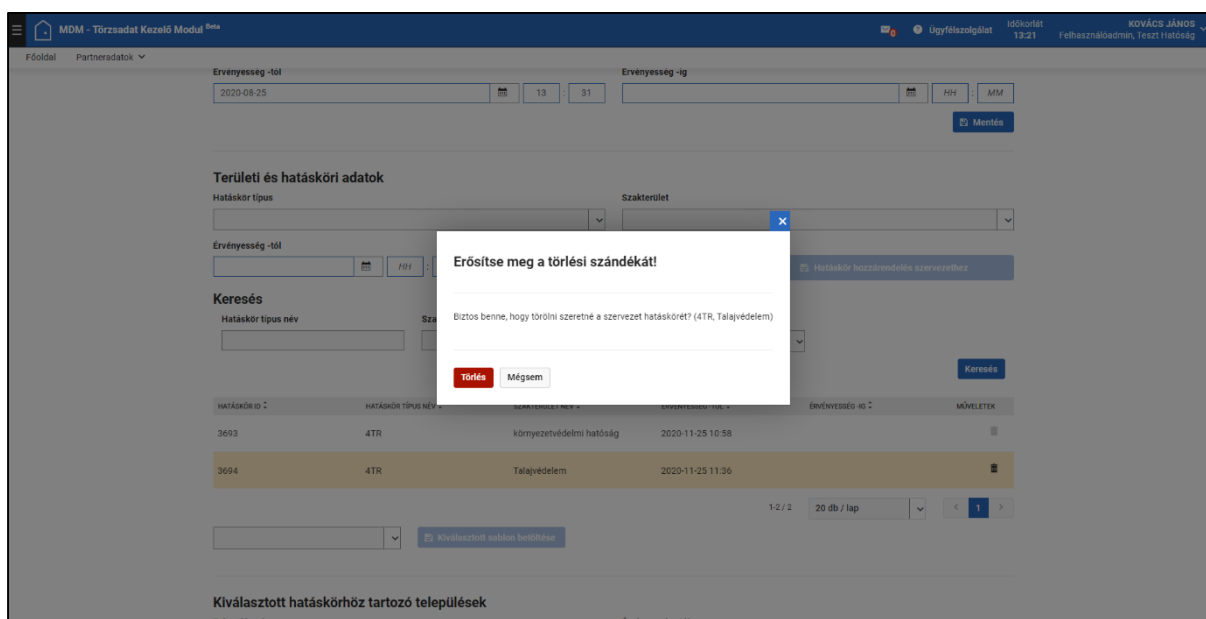 MDM - Törzsadat Kezelő Modul Beta
0
Ügyfélszolgálat
Időkorlát
13:21
KOVÁCS JÁNOS
Felhasználóadmin, Teszt Hatóság
Főoldal Partneradatok
Érvényesség -tól Érvényesség -ig
2020-08-25 13 : 31 HH : MM
Mentés
Területi és hatásköri adatok
Hatáskör típus Szakterület
Érvényesség -tól
HH :
Hatáskör hozzárendelés szervezethez
Erősítse meg a törlési szándékát!
Biztos benne, hogy törölni szeretné a szervezet hatáskörét? (4TR, Talajvédelem)
Törlés Mégsem
Keresés
Hatáskör típus név Sza
Keresés
HATÁSKÖR ID HATÁSKÖR TÍPUS NÉV SZAKTERÜLET NÉV ÉRVÉNYESSÉG -TÓL ÉRVÉNYESSÉG -IG MŰVELETEK
3693 4TR környezetvédelmi hatóság 2020-11-25 10:58
3694 4TR Talajvédelem 2020-11-25 11:36
1-2 / 2 20 db / lap < 1 >
Kiválasztott sablon betöltése
Kiválasztott hatáskörhöz tartozó települések